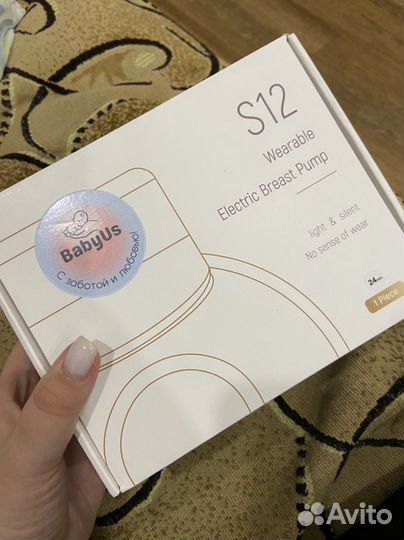 S12
Wearable
Electric Breast Pump
light & silent
No sense of wear
24mm
1 Piece
BabyUs
С заботой и любовью!
Avito